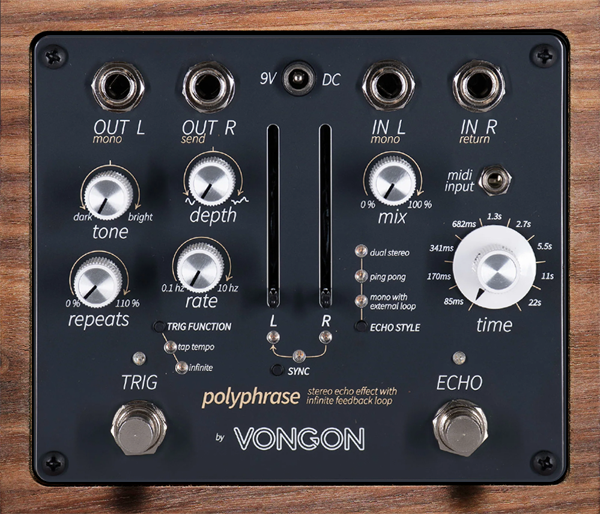 9V DC
OUT L
mono
OUT R
send
IN L
mono
IN R
return
midi
input
dark bright
tone
depth
0 % 100 %
mix
682ms 1.3s 2.7s
341ms 5.5s
170ms 11s
85ms 22s
time
0 % 110 %
repeats
0.1 hz 10 hz
rate
dual stereo
ping pong
mono with
external loop
ECHO STYLE
TRIG FUNCTION
tap tempo
infinite
L R
SYNC
TRIG
ECHO
polyphrase
stereo echo effect with
infinite feedback loop
by VONGON